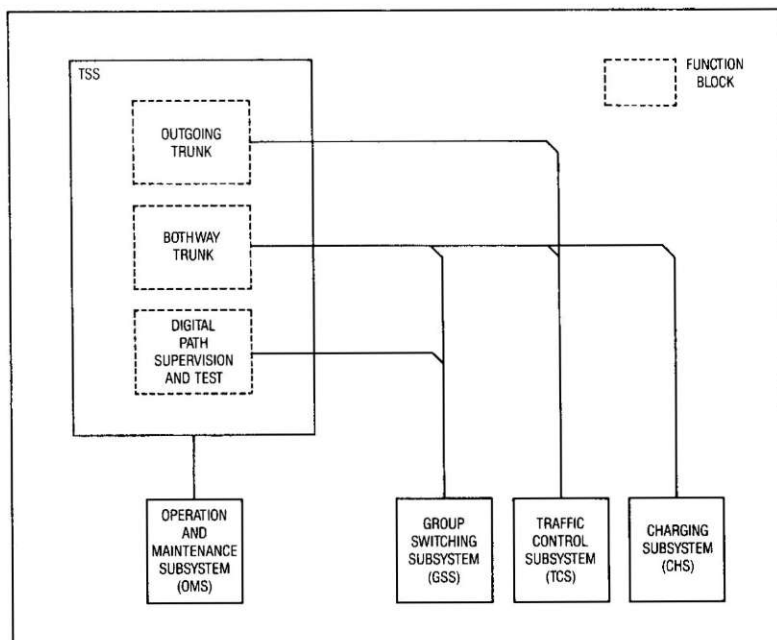 TSS
FUNCTION
BLOCK
OUTGOING
TRUNK
BOTHWAY
TRUNK
DIGITAL
PATH
SUPERVISION
AND TEST
OPERATION
AND
MAINTENANCE
SUBSYSTEM
(OMS)
GROUP
SWITCHING
SUBSYSTEM
(GSS)
TRAFFIC
CONTROL
SUBSYSTEM
(TCS)
CHARGING
SUBSYSTEM
(CHS)